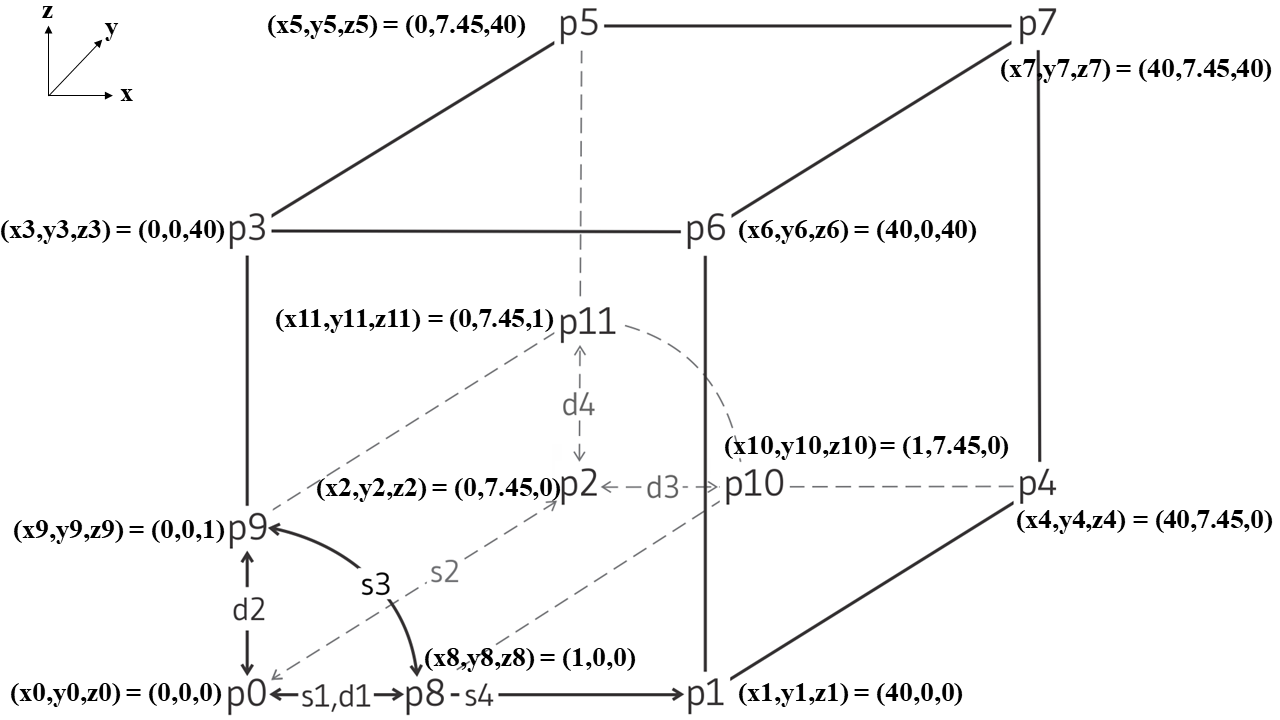 z
y
x
(x5,y5,z5) = (0,7.45,40) p5
p7
(x7,y7,z7) = (40,7.45,40)
(x3,y3,z3) = (0,0,40) p3
p6 (x6,y6,z6) = (40,0,40)
(x11,y11,z11) = (0,7.45,1) p11
d4
(x10,y10,z10) = (1,7.45,0)
(x2,y2,z2) = (0,7.45,0) p2
d3
p10
p4
(x4,y4,z4) = (40,7.45,0)
(x9,y9,z9) = (0,0,1) p9
s3
s2
d2
(x8,y8,z8) = (1,0,0)
(x0,y0,z0) = (0,0,0) p0
s1,d1
p8
s4
p1 (x1,y1,z1) = (40,0,0)